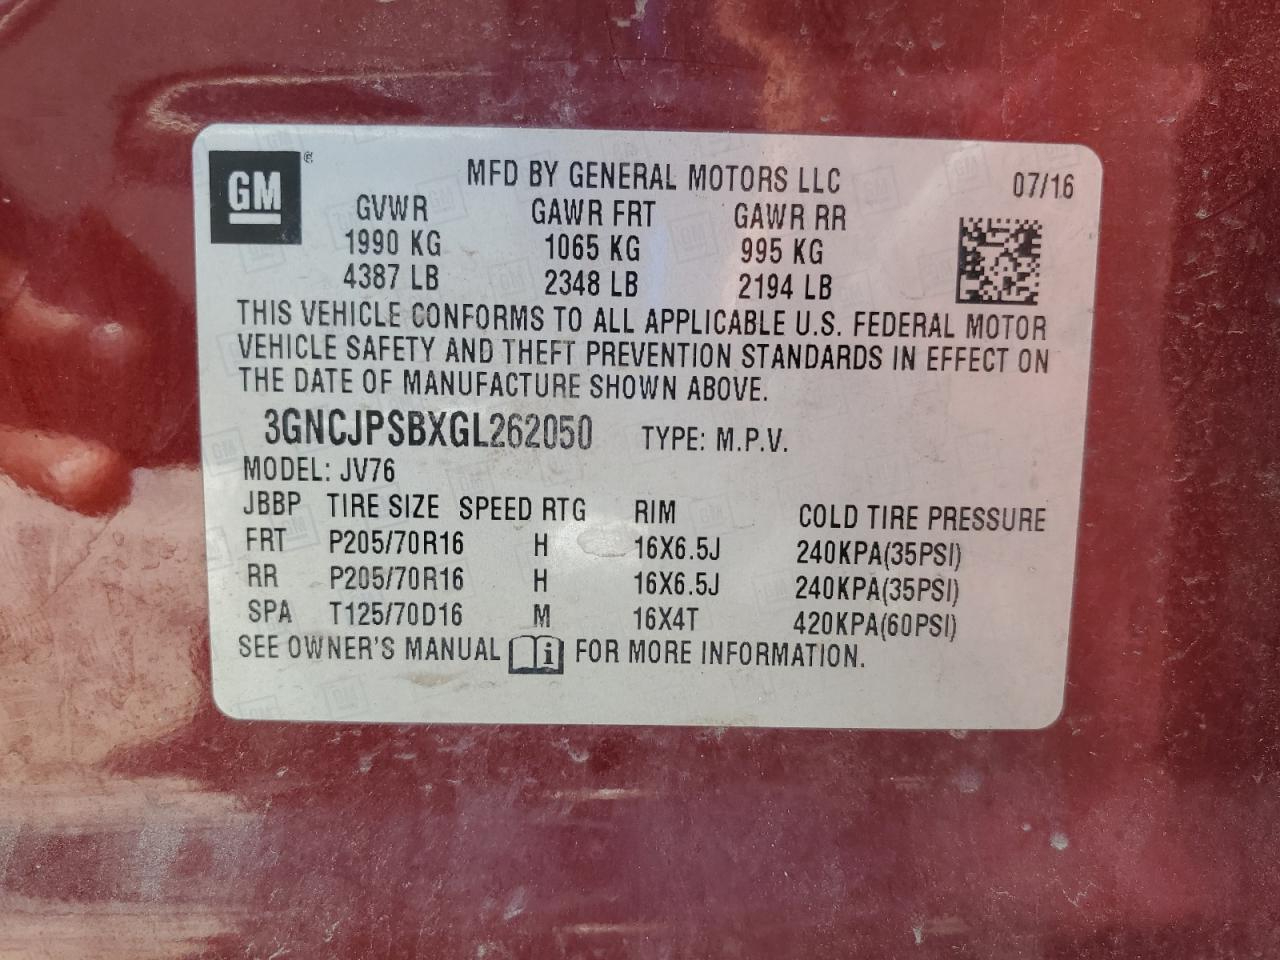 GM ®
MFD BY GENERAL MOTORS LLC 07/16
GVWR GAWR FRT GAWR RR
1990 KG 1065 KG 995 KG
4387 LB 2348 LB 2194 LB
THIS VEHICLE CONFORMS TO ALL APPLICABLE U.S. FEDERAL MOTOR
VEHICLE SAFETY AND THEFT PREVENTION STANDARDS IN EFFECT ON
THE DATE OF MANUFACTURE SHOWN ABOVE.
3GNCJPSBXGL262050 TYPE: M.P.V.
MODEL: JV76
JBBP TIRE SIZE SPEED RTG RIM COLD TIRE PRESSURE
FRT P205/70R16 H 16X6.5J 240KPA(35PSI)
RR P205/70R16 H 16X6.5J 240KPA(35PSI)
SPA T125/70D16 M 16X4T 420KPA(60PSI)
SEE OWNER'S MANUAL i FOR MORE INFORMATION.